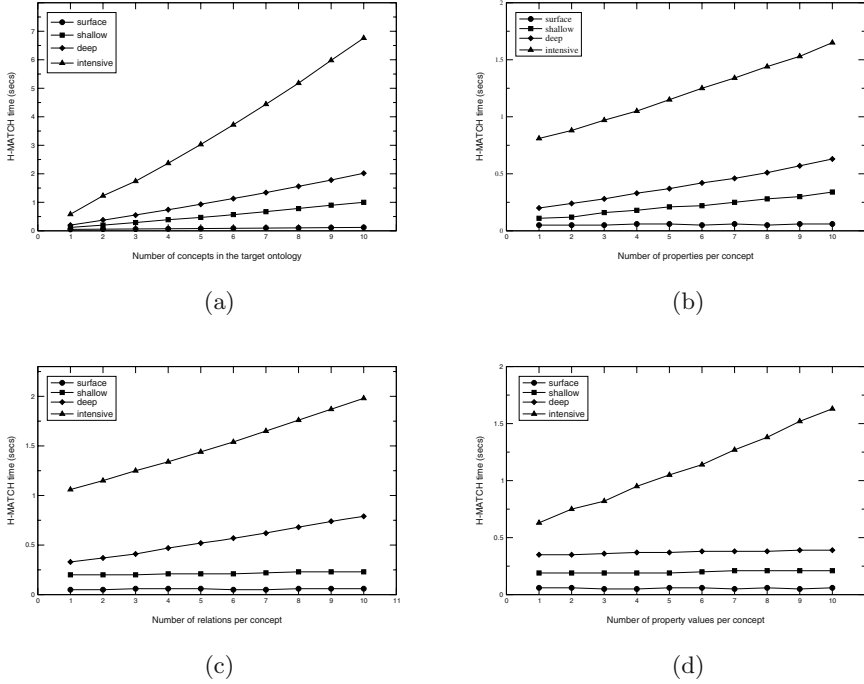 surface
shallow
deep
intensive
H-MATCH time (secs)
0
1
2
3
4
5
6
7
0 1 2 3 4 5 6 7 8 9 10
Number of concepts in the target ontology
(a)
surface
shallow
deep
intensive
H-MATCH time (secs)
0
0.5
1
1.5
2
0 1 2 3 4 5 6 7 8 9 10
Number of properties per concept
(b)
surface
shallow
deep
intensive
H-MATCH time (secs)
0
0.5
1
1.5
2
0 1 2 3 4 5 6 7 8 9 10 11
Number of relations per concept
(c)
surface
shallow
deep
intensive
H-MATCH time (secs)
0
0.5
1
1.5
2
0 1 2 3 4 5 6 7 8 9 10
Number of property values per concept
(d)